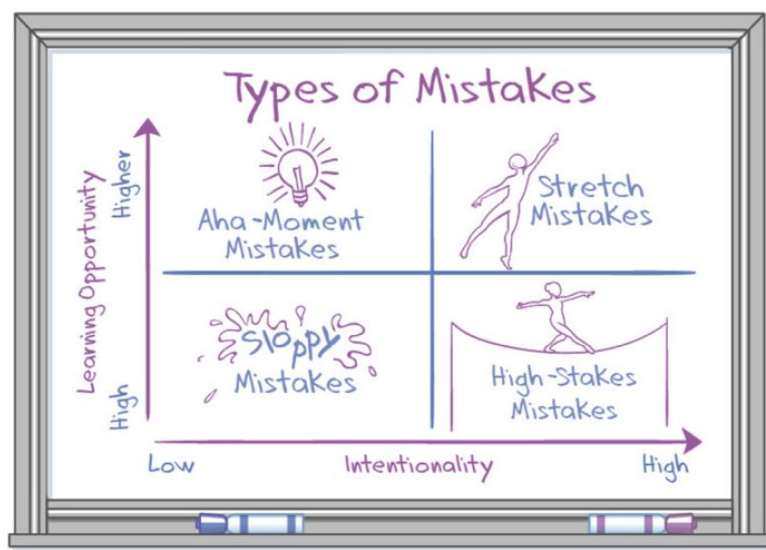 Types of Mistakes
Learning Opportunity
Higher
High
Aha-Moment
Mistakes
Stretch
Mistakes
Sloppy
Mistakes
High-Stakes
Mistakes
Low
Intentionality
High